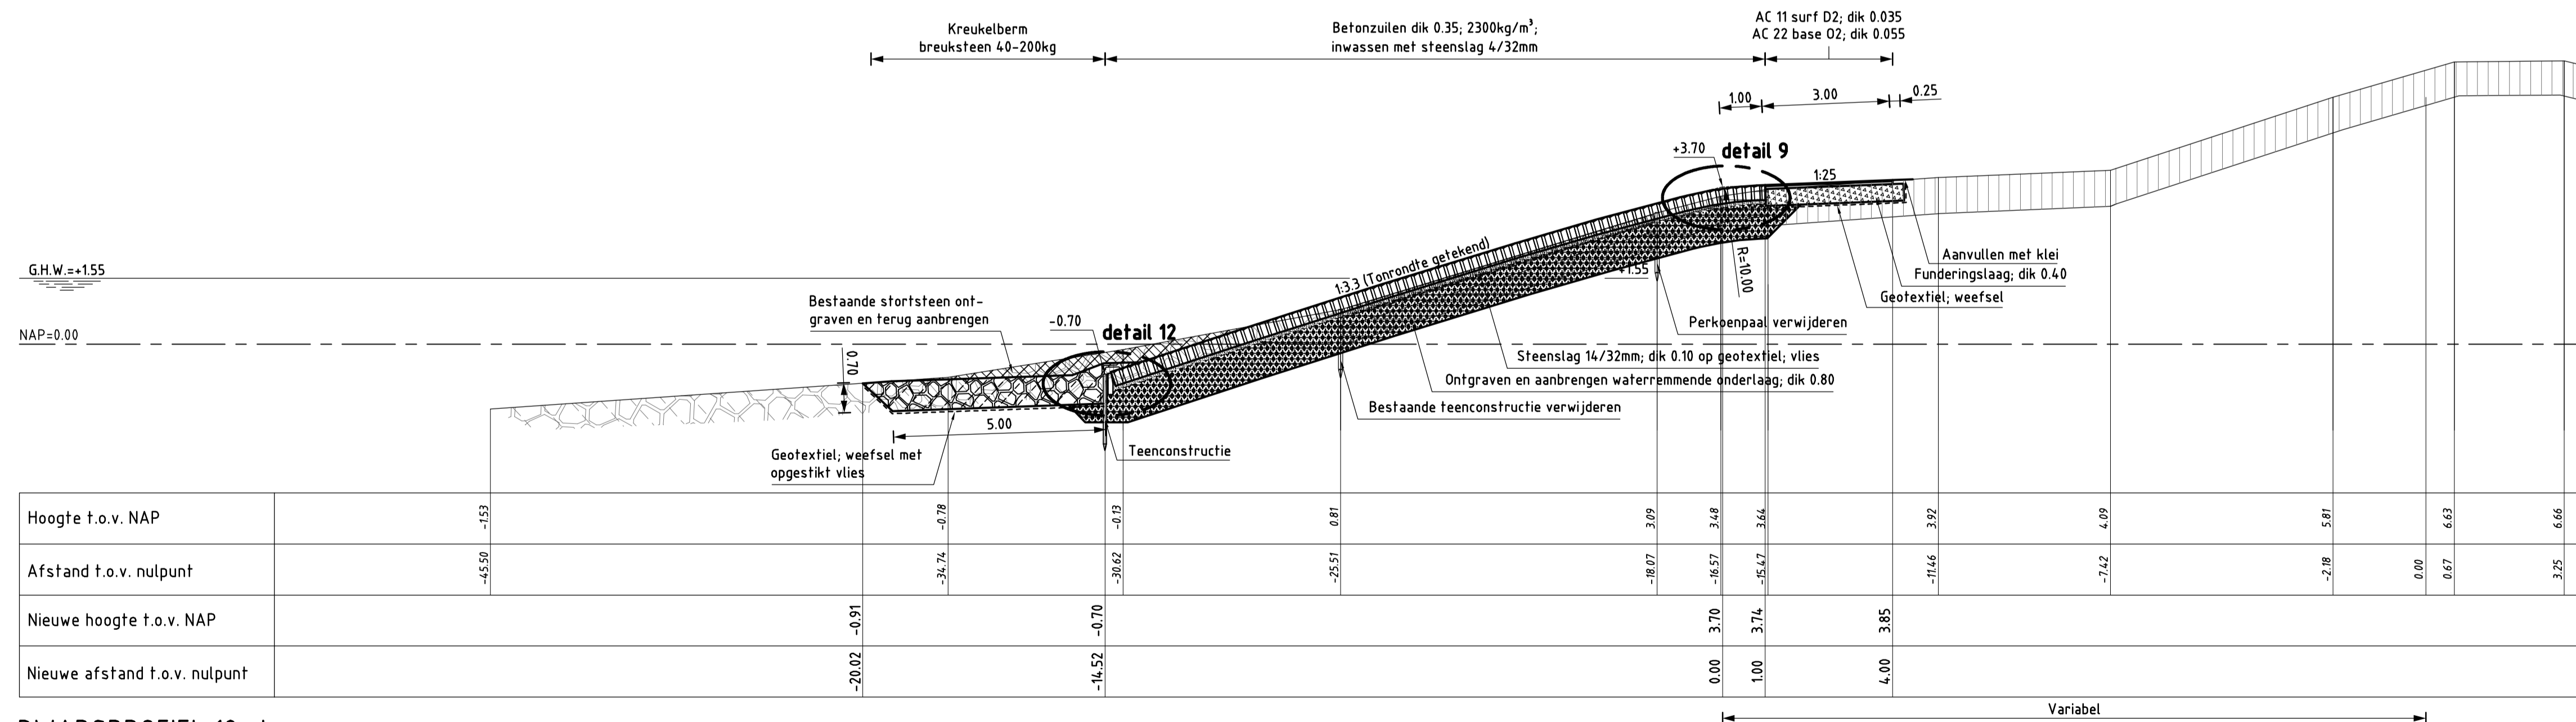 Kreukelberm
breuksteen 40-200kg
Betonzuilen dik 0.35; 2300kg/m³;
inwassen met steenslag 4/32mm
AC 11 surf D2; dik 0.035
AC 22 base O2; dik 0.055
1.00
3.00
0.25
+3.70
detail 9
1:25
G.H.W.=+1.55
1:3.3 (Tonrondte getekend)
+1.55
R=10.00
Aanvullen met klei
Funderingslaag; dik 0.40
Geotextiel; weefsel
Perkoenpaal verwijderen
Bestaande stortsteen ont-
graven en terug aanbrengen
-0.70
detail 12
NAP=0.00
0.70
Steenslag 14/32mm; dik 0.10 op geotextiel; vlies
Ontgraven en aanbrengen waterremmende onderlaag; dik 0.80
Bestaande teenconstructie verwijderen
5.00
Geotextiel; weefsel met
opgestikt vlies
Teenconstructie
Hoogte t.o.v. NAP -1.53 -0.78 -0.13 0.81 3.09 3.48 3.64 3.92 4.09 5.81 6.63 6.66
Afstand t.o.v. nulpunt -45.50 -34.74 -30.62 -25.51 -18.07 -16.57 -15.47 -11.46 -7.42 -2.18 0.00 0.67 3.25
Nieuwe hoogte t.o.v. NAP -0.91 -0.70 3.70 3.74 3.85
Nieuwe afstand t.o.v. nulpunt -20.02 -14.52 0.00 1.00 4.00
Variabel